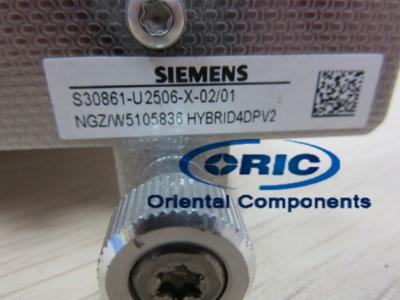 SIEMENS
S30861-U2506-X-02/01
NGZ/W5105836 HYBRID4DPV2
ORIC
Oriental Components